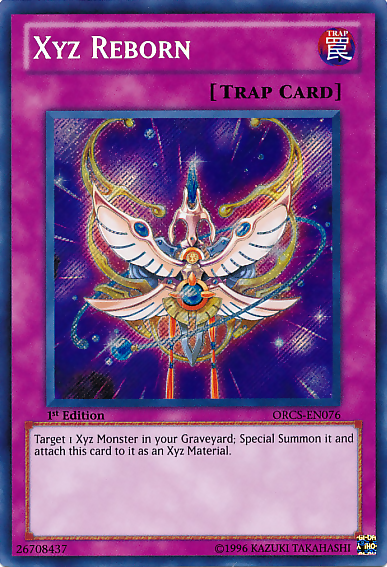 Xyz Reborn
TRAP
罠
[Trap Card]
1st Edition
ORCS-EN076
Target 1 Xyz Monster in your Graveyard; Special Summon it and
attach this card to it as an Xyz Material.
26708437
©1996 KAZUKI TAKAHASHI